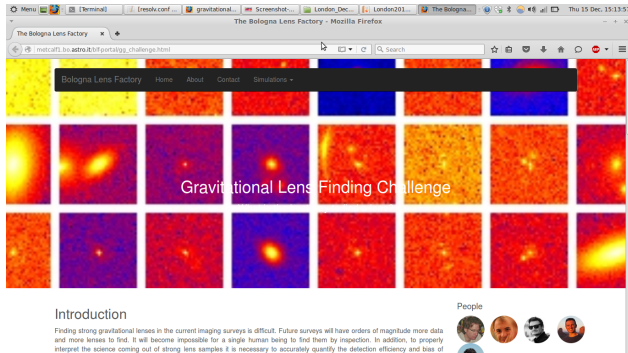 Menu [Terminal] [resolv.conf ... gravitational... Screenshot-... London_Dec... London201... The Bologna... Thu 15 Dec, 15:13:5
The Bologna Lens Factory - Mozilla Firefox
The Bologna Lens Factory
metcalf1.bo.astro.it/blf-portal/gg_challenge.html Search
Bologna Lens Factory Home About Contact Simulations
Gravitational Lens Finding Challenge
Introduction
People
Finding strong gravitational lenses in the current imaging surveys is difficult. Future surveys will have orders of magnitude more data
and more lenses to find. It will become impossible for a single human being to find them by inspection. In addition, to properly
interpret the science coming out of strong lens samples it is necessary to accurately quantify the detection efficiency and bias of